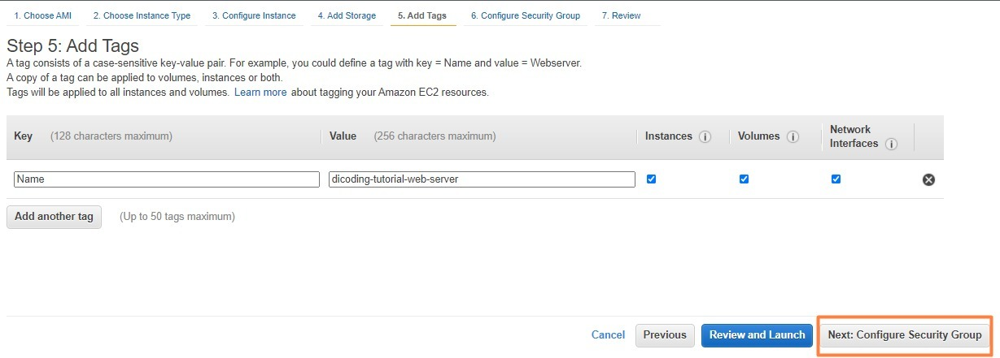 1. Choose AMI 2. Choose Instance Type 3. Configure Instance 4. Add Storage 5. Add Tags 6. Configure Security Group 7. Review
Step 5: Add Tags
A tag consists of a case-sensitive key-value pair. For example, you could define a tag with key = Name and value = Webserver.
A copy of a tag can be applied to volumes, instances or both.
Tags will be applied to all instances and volumes. Learn more about tagging your Amazon EC2 resources.
Key (128 characters maximum) Value (256 characters maximum) Instances i Volumes i Network Interfaces i
Name dicoding-tutorial-web-server
Add another tag (Up to 50 tags maximum)
Cancel Previous Review and Launch Next: Configure Security Group